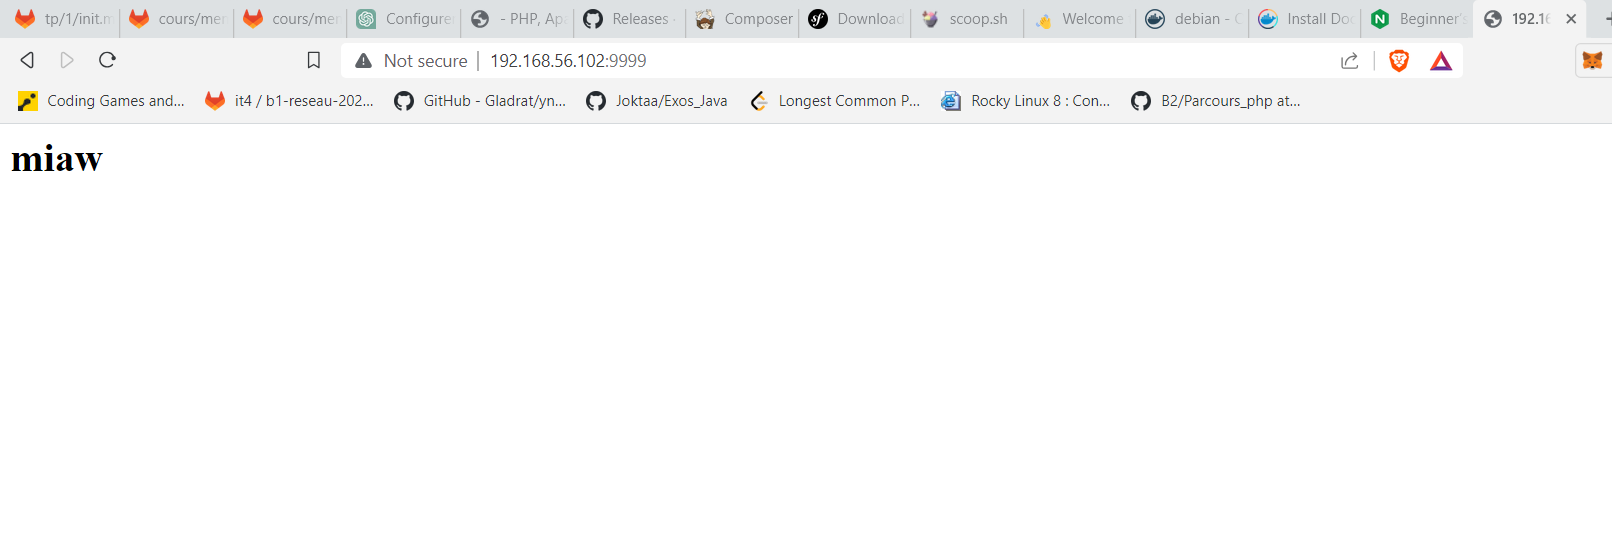 tp/1/init.m cours/mer cours/mer Configurer - PHP, Apa Releases Composer Download scoop.sh Welcome debian - C Install Doc Beginner's 192.16
Not secure 192.168.56.102:9999
Coding Games and... it4 / b1-reseau-202... GitHub - Gladrat/yn... Joktaa/Exos_Java Longest Common P... Rocky Linux 8 : Con... B2/Parcours_php at...
miaw